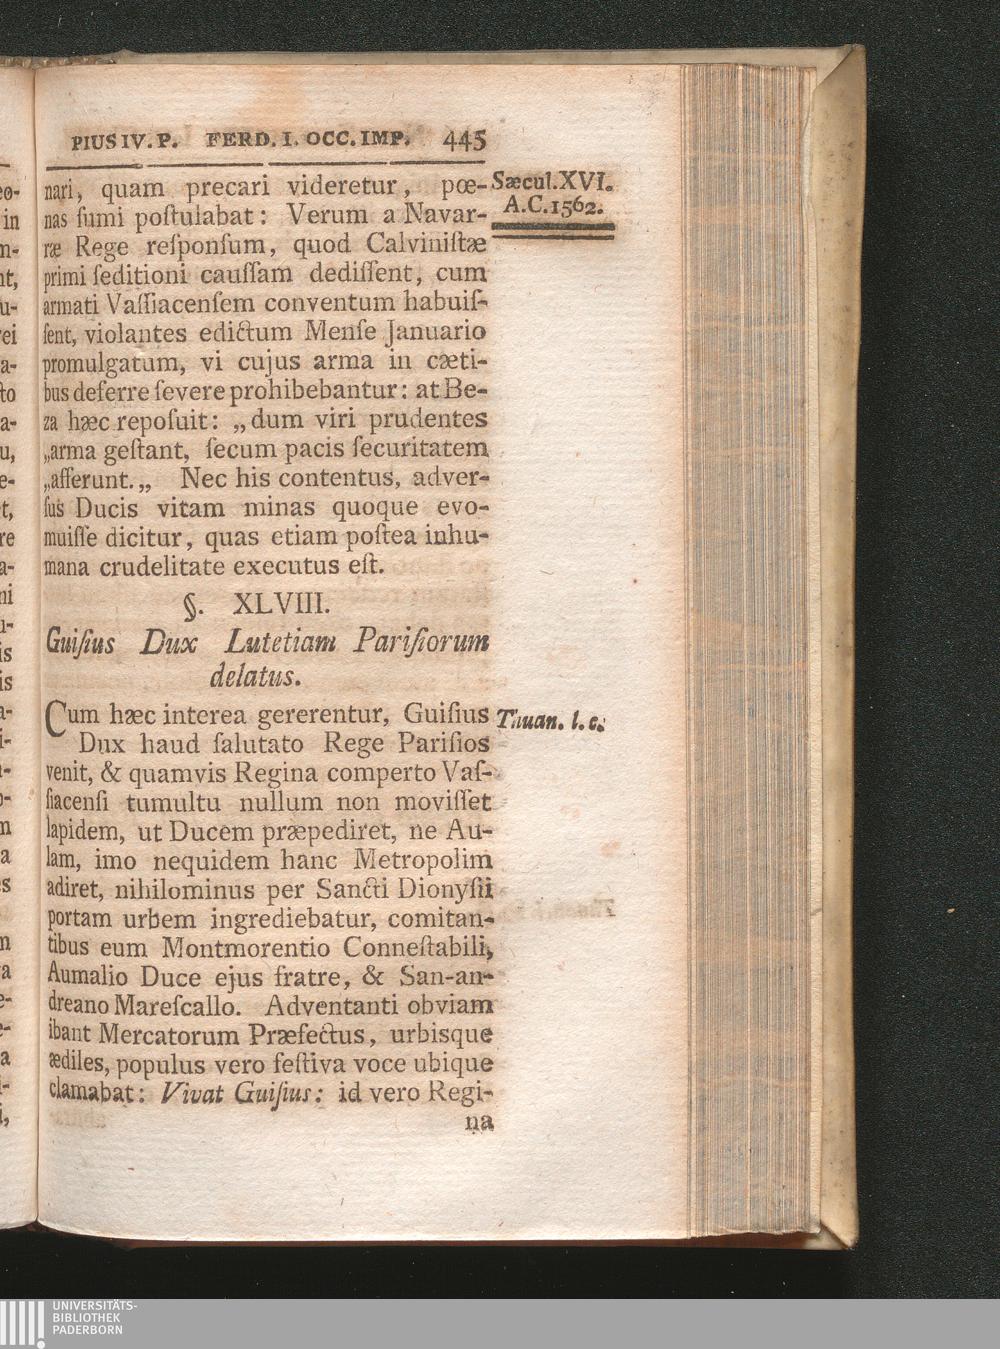 PIUS IV. P. FERD. I. OCC. IMP. 445
Sæcul. XVI.
A.C. 1562.
nari, quam precari videretur, pœ-
nas ſumi poſtulabat: Verum a Navar-
ræ Rege reſponſum, quod Calviniſtæ
primi ſeditioni cauſſam dediſſent, cum
armati Vaſſiacenſem conventum habuiſ-
ſent, violantes edictum Menſe Januario
promulgatum, vi cujus arma in cæti-
bus deferre ſevere prohibebantur: at Be-
za hæc repoſuit: „dum viri prudentes
„arma geſtant, ſecum pacis ſecuritatem
„afferunt.„ Nec his contentus, adver-
ſus Ducis vitam minas quoque evo-
muiſſe dicitur, quas etiam poſtea inhu-
mana crudelitate executus eſt.
§. XLVIII.
Guiſius Dux Lutetiam Pariſiorum
delatus.
Cum hæc interea gererentur, Guiſius
Thuan. l. c.
Dux haud ſalutato Rege Pariſios
venit, & quamvis Regina comperto Vaſ-
ſiacenſi tumultu nullum non moviſſet
lapidem, ut Ducem præpediret, ne Au-
lam, imo nequidem hanc Metropolim
adiret, nihilominus per Sancti Dionyſii
portam urbem ingrediebatur, comitan-
tibus eum Montmorentio Conneſtabili,
Aumalio Duce ejus fratre, & San-an-
dreano Mareſcallo. Adventanti obviam
ibant Mercatorum Præfectus, urbisque
ædiles, populus vero feſtiva voce ubique
clamabat: Vivat Guiſius: id vero Regi-
na
UNIVERSITÄTS-
BIBLIOTHEK
PADERBORN